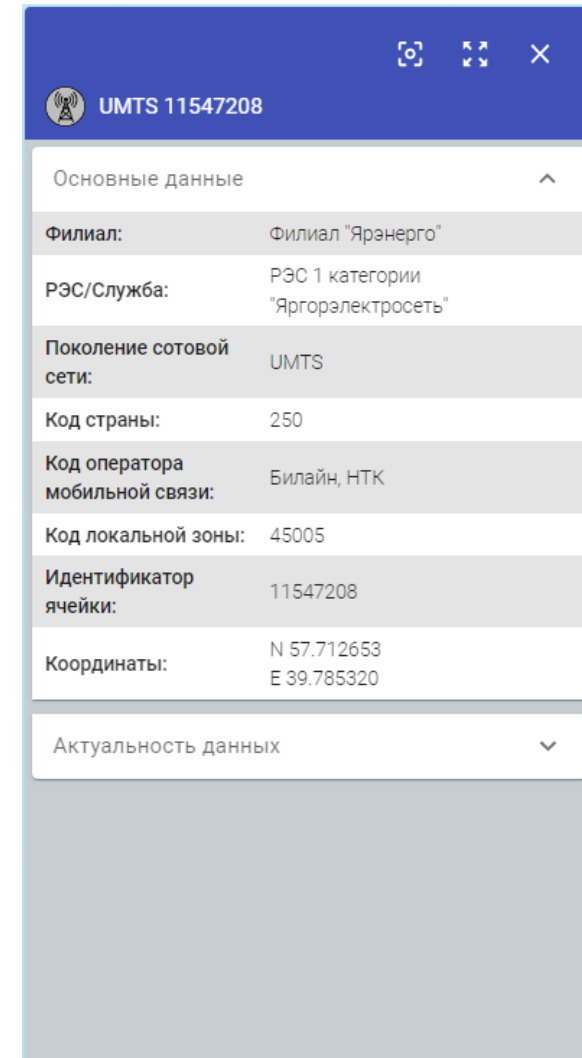 UMTS 11547208
Основные данные
Филиал: Филиал "Ярэнерго"
РЭС/Служба: РЭС 1 категории
"Яргорэлектросеть"
Поколение сотовой
сети: UMTS
Код страны: 250
Код оператора
мобильной связи: Билайн, НТК
Код локальной зоны: 45005
Идентификатор
ячейки: 11547208
Координаты: N 57.712653
E 39.785320
Актуальность данных